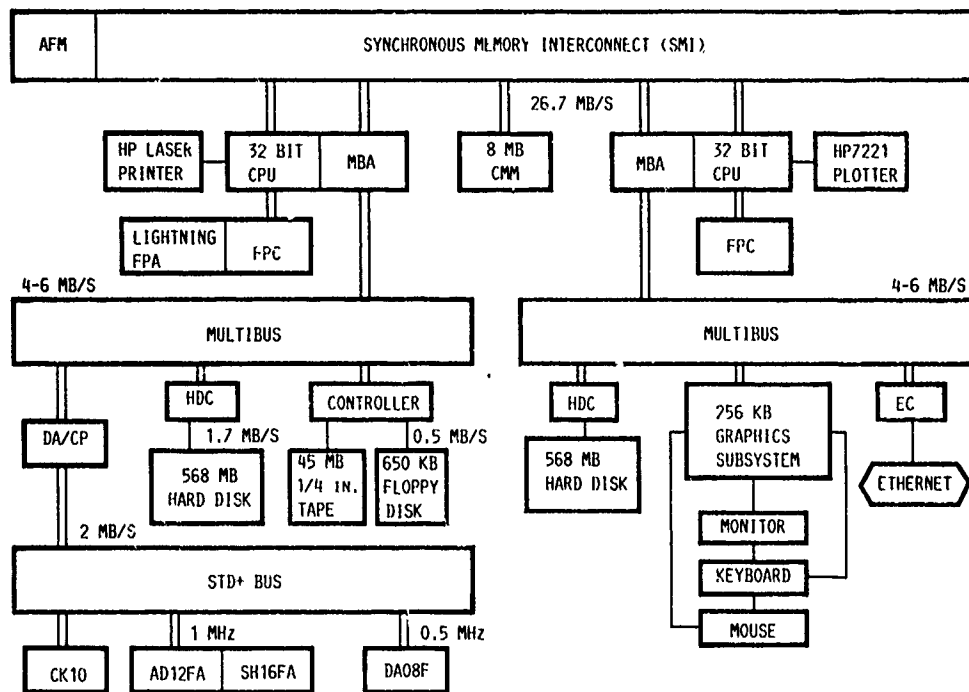 AFM
SYNCHRONOUS MEMORY INTERCONNECT (SMI)
26.7 MB/S
HP LASER
PRINTER
32 BIT
CPU
MBA
8 MB
CMM
MBA
32 BIT
CPU
HP7221
PLOTTER
LIGHTNING
FPA
FPC
FPC
4-6 MB/S
4-6 MB/S
MULTIBUS
MULTIBUS
DA/CP
HDC
CONTROLLER
HDC
256 KB
GRAPHICS
SUBSYSTEM
EC
1.7 MB/S
0.5 MB/S
568 MB
HARD DISK
45 MB
1/4 IN.
TAPE
650 KB
FLOPPY
DISK
568 MB
HARD DISK
ETHERNET
2 MB/S
MONITOR
STD+ BUS
KEYBOARD
MOUSE
1 MHz
0.5 MHz
CK10
AD12FA
SH16FA
DA08F